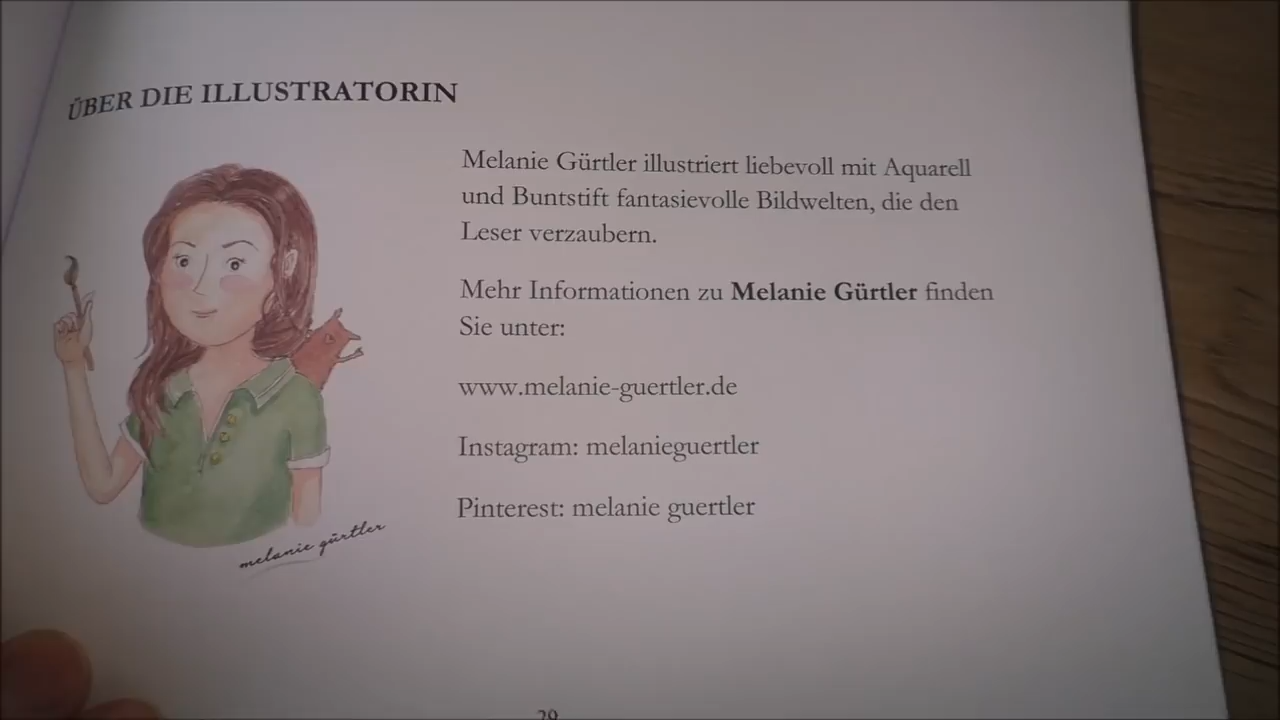 ÜBER DIE ILLUSTRATORIN
Melanie Gürtler illustriert liebevoll mit Aquarell
und Buntstift fantasievolle Bildwelten, die den
Leser verzaubern.
Mehr Informationen zu Melanie Gürtler finden
Sie unter:
www.melanie-guertler.de
Instagram: melanieguertler
Pinterest: melanie guertler
melanie gürtler
29